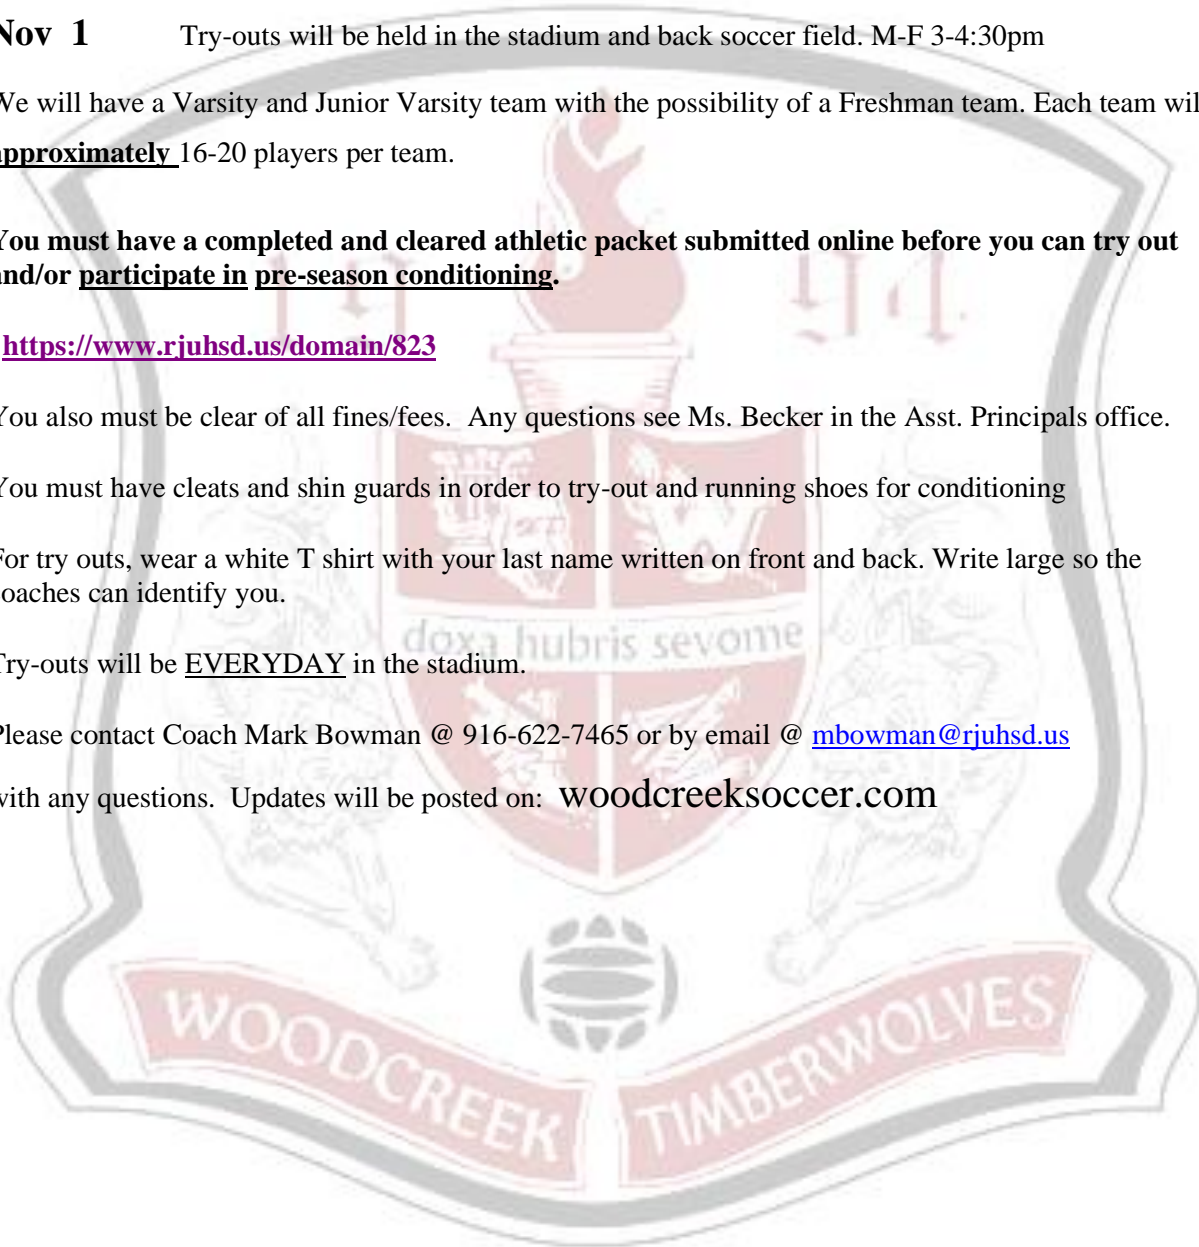 Nov 1 Try-outs will be held in the stadium and back soccer field. M-F 3-4:30pm
We will have a Varsity and Junior Varsity team with the possibility of a Freshman team. Each team wil
approximately 16-20 players per team.
You must have a completed and cleared athletic packet submitted online before you can try out
and/or participate in pre-season conditioning.
https://www.rjuhsd.us/domain/823
You also must be clear of all fines/fees. Any questions see Ms. Becker in the Asst. Principals office.
You must have cleats and shin guards in order to try-out and running shoes for conditioning
For try outs, wear a white T shirt with your last name written on front and back. Write large so the
coaches can identify you.
Try-outs will be EVERYDAY in the stadium.
Please contact Coach Mark Bowman @ 916-622-7465 or by email @ mbowman@rjuhsd.us
with any questions. Updates will be posted on: woodcreeksoccer.com
19 94
doxa hubris sevome
WOODCREEK TIMBERWOLVES